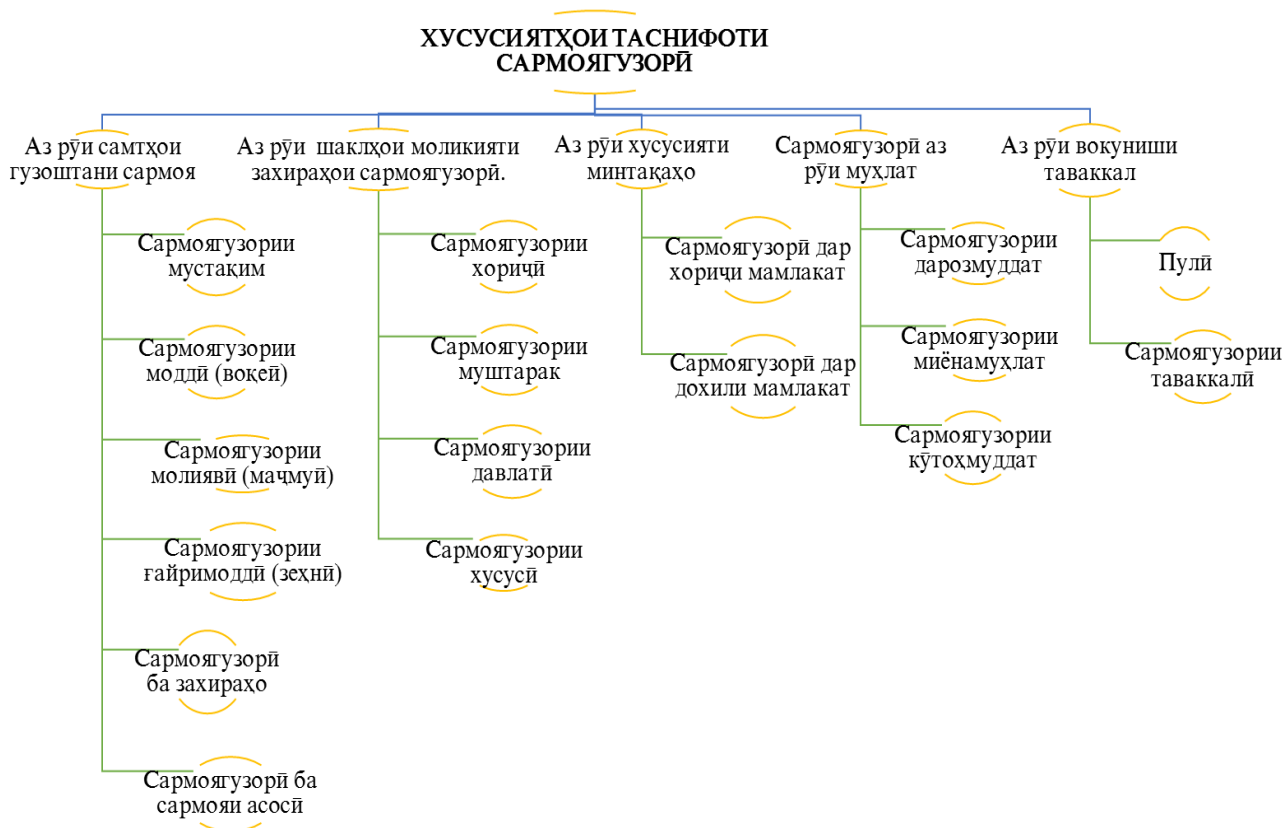 ХУСУСИЯТҲОИ ТАСНИФОТИ
САРМОЯГУЗОРӢ
Аз рӯи самтҳои
гузоштани сармоя
Сармоягузории
мустақим
Сармоягузории
моддӣ (воқеӣ)
Сармоягузории
молиявӣ (маҷмуӣ)
Сармоягузории
ғайримоддӣ (зеҳнӣ)
Сармоягузорӣ
ба захираҳо
Сармоягузорӣ ба
сармояи асосӣ
Аз рӯи шаклҳои моликияти
захираҳои сармоягузорӣ.
Сармоягузории
хориҷӣ
Сармоягузории
муштарак
Сармоягузории
давлатӣ
Сармоягузории
хусусӣ
Аз рӯи хусусияти
минтақаҳо
Сармоягузорӣ дар
хориҷи мамлакат
Сармоягузорӣ дар
дохили мамлакат
Сармоягузорӣ аз
рӯи муҳлат
Сармоягузории
дарозмуддат
Сармоягузории
миёнамуҳлат
Сармоягузории
кӯтоҳмуддат
Аз рӯи вокуниши
таваккал
Пулӣ
Сармоягузории
таваккалӣ